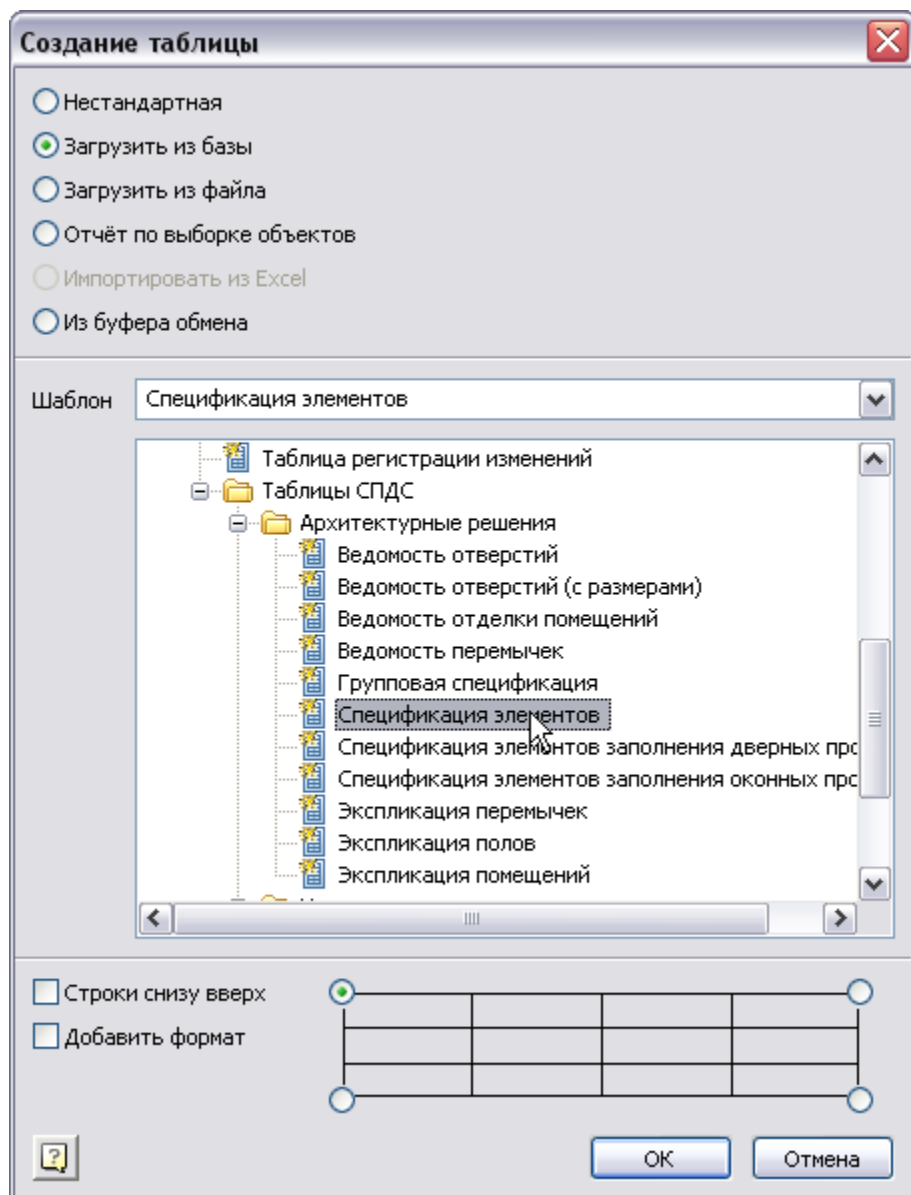 Создание таблицы
Нестандартная
Загрузить из базы
Загрузить из файла
Отчёт по выборке объектов
Импортировать из Excel
Из буфера обмена
Шаблон Спецификация элементов
Таблица регистрации изменений
Таблицы СПДС
Архитектурные решения
Ведомость отверстий
Ведомость отверстий (с размерами)
Ведомость отделки помещений
Ведомость перемычек
Групповая спецификация
Спецификация элементов
Спецификация элементов заполнения дверных про
Спецификация элементов заполнения оконных про
Экспликация перемычек
Экспликация полов
Экспликация помещений
Строки снизу вверх
Добавить формат
? ОК Отмена